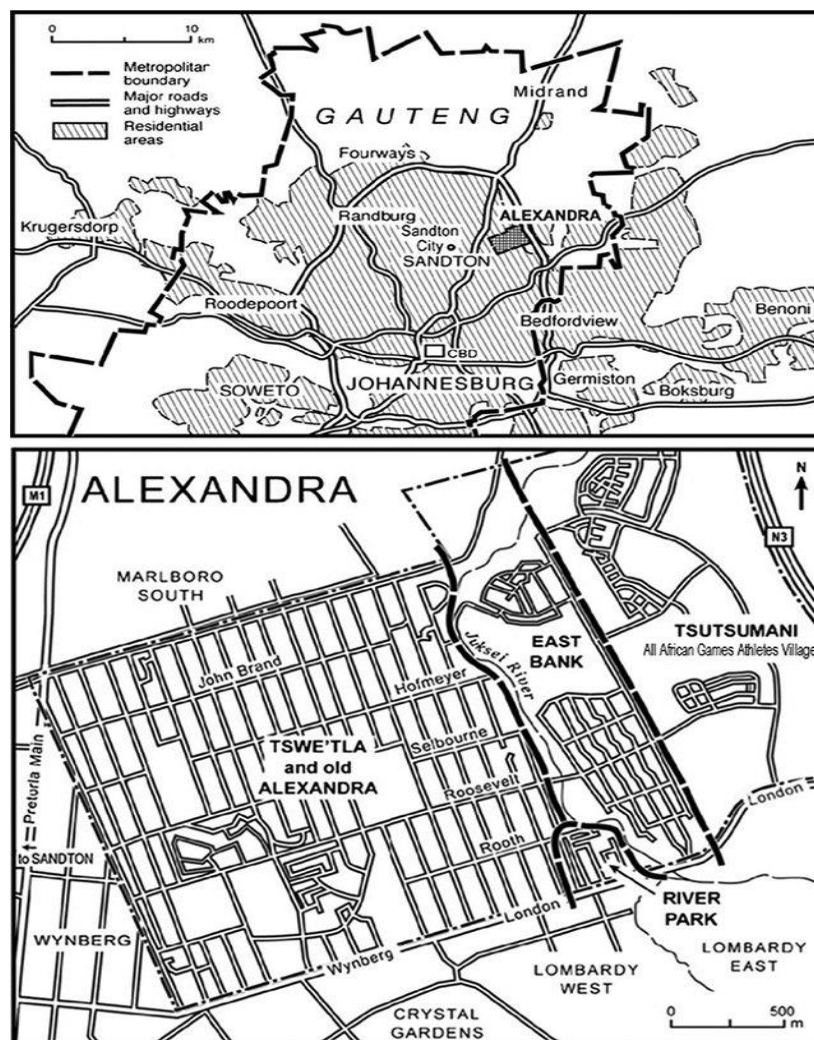 0 10
km
Metropolitan
boundary
Major roads
and highways
Residential
areas
GAUTENG
Midrand
Fourways
Randburg
ALEXANDRA
Sandton
City
SANDTON
Krugersdorp
Roodepoort
Bedfordview
Benoni
CBD
SOWETO
JOHANNESBURG
Germiston
Boksburg
ALEXANDRA
M1
N
N3
MARLBORO
SOUTH
EAST
BANK
TSUTSUMANI
All African Games Athletes Village
Juksei River
John Brand
Hofmeyer
Selbourne
TSWE'TLA
and old
ALEXANDRA
Roosevelt
Preturla Main
London
to SANDTON
Rooth
RIVER
PARK
London
WYNBERG
Wynberg
LOMBARDY
WEST
LOMBARDY
EAST
CRYSTAL
GARDENS
0 500
m